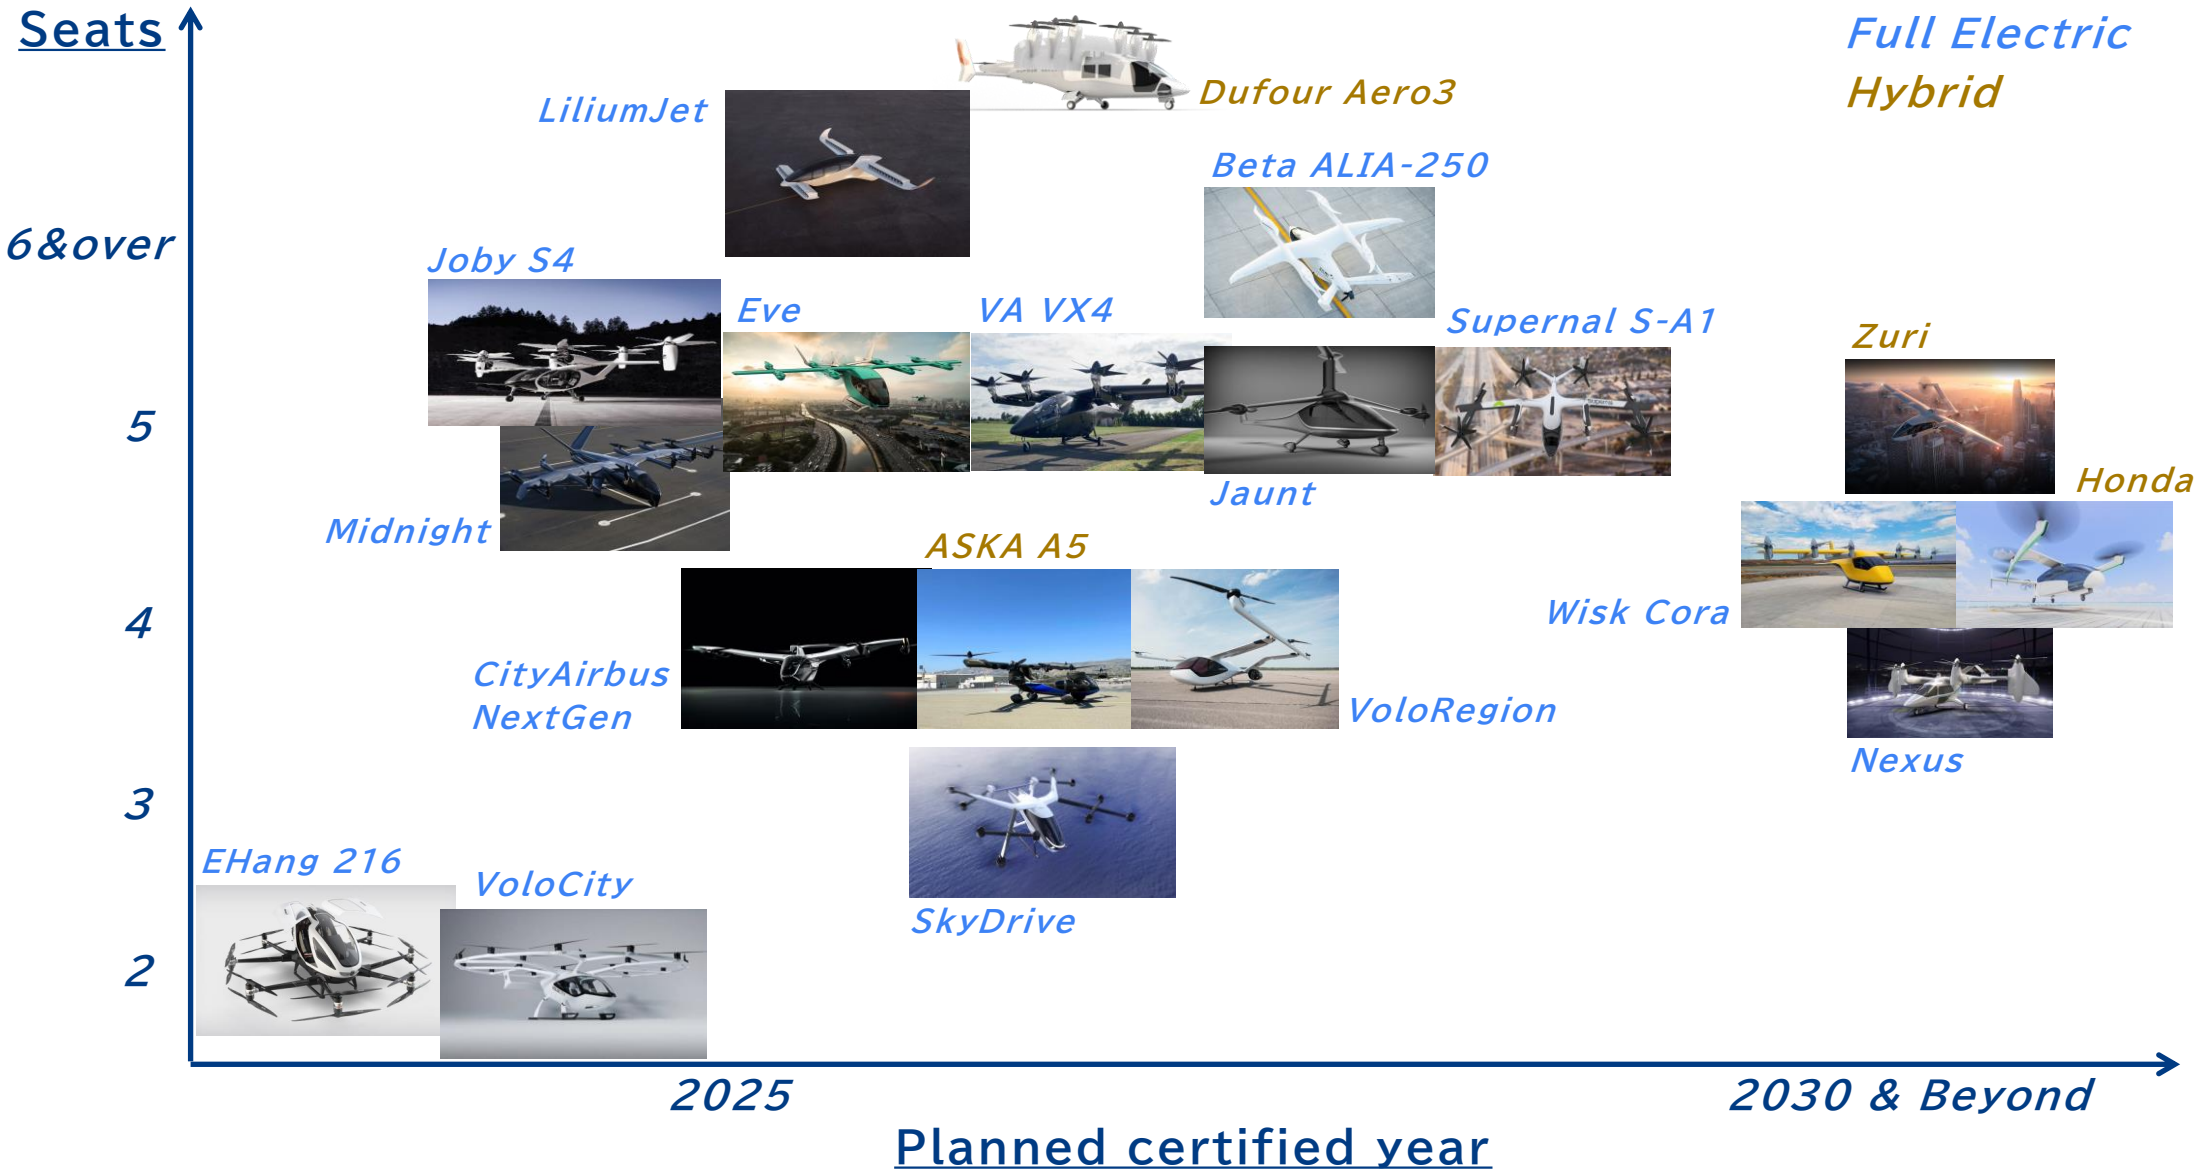 Seats
Full Electric
Hybrid
Dufour Aero3
LiliumJet
Beta ALIA-250
6&over
Joby S4
Eve
VA VX4
Supernal S-A1
Zuri
5
Jaunt
Honda
Midnight
ASKA A5
4
Wisk Cora
CityAirbus
NextGen
VoloRegion
Nexus
3
EHang 216
VoloCity
SkyDrive
2
2025
2030 & Beyond
Planned certified year